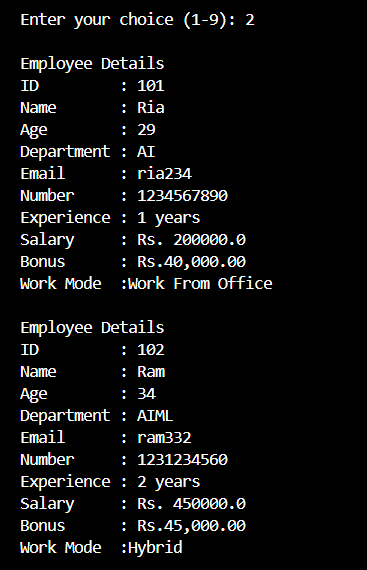 Enter your choice (1-9): 2
Employee Details
ID         : 101
Name       : Ria
Age        : 29
Department : AI
Email      : ria234
Number     : 1234567890
Experience : 1 years
Salary     : Rs. 200000.0
Bonus      : Rs.40,000.00
Work Mode  :Work From Office
Employee Details
ID         : 102
Name       : Ram
Age        : 34
Department : AIML
Email      : ram332
Number     : 1231234560
Experience : 2 years
Salary     : Rs. 450000.0
Bonus      : Rs.45,000.00
Work Mode  :Hybrid